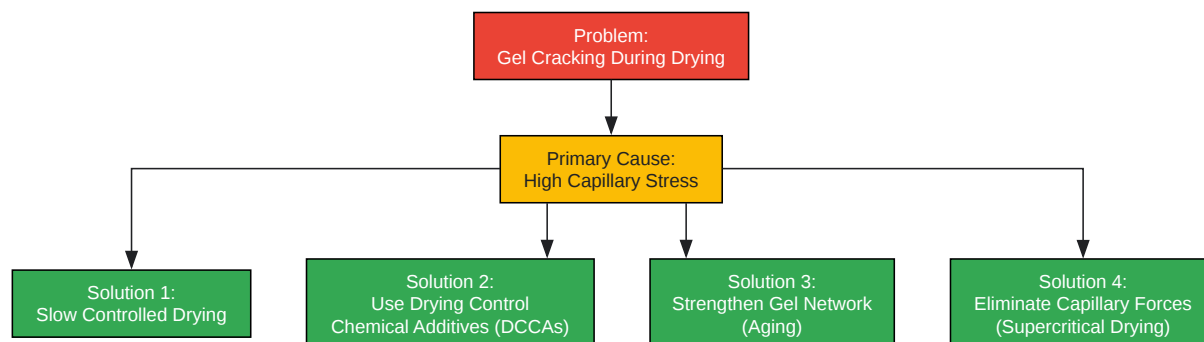 Problem:
Gel Cracking During Drying
Primary Cause:
High Capillary Stress
Solution 1:
Slow Controlled Drying
Solution 2:
Use Drying Control
Chemical Additives (DCCAs)
Solution 3:
Strengthen Gel Network
(Aging)
Solution 4:
Eliminate Capillary Forces
(Supercritical Drying)